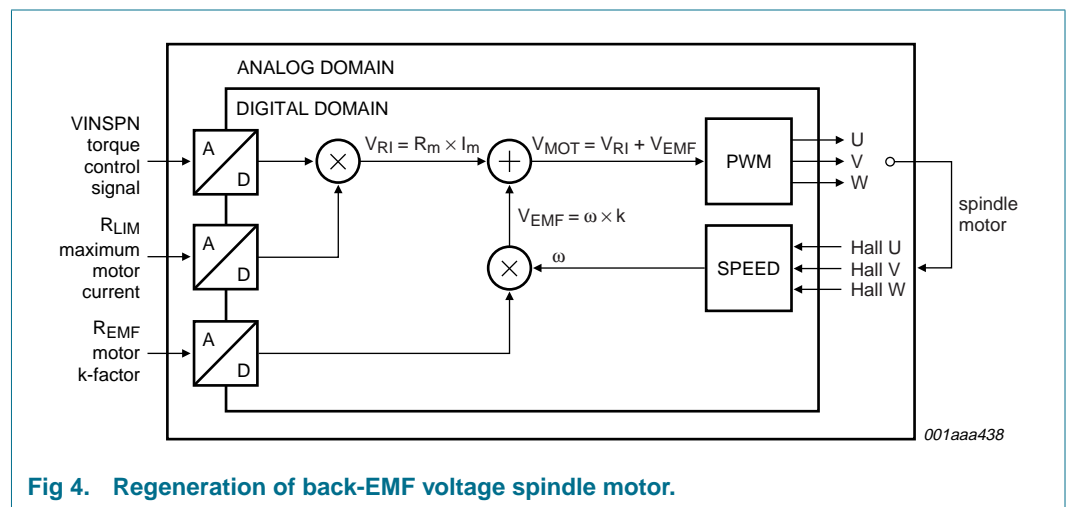 ANALOG DOMAIN
DIGITAL DOMAIN
VINSPN
torque
control
signal
A
D
V_RI = R_m × I_m
V_MOT = V_RI + V_EMF
PWM
U
V
W
spindle
motor
R_LIM
maximum
motor
current
A
D
V_EMF = ω × k
ω
SPEED
Hall U
Hall V
Hall W
R_EMF
motor
k-factor
A
D
001aaa438
Fig 4. Regeneration of back-EMF voltage spindle motor.